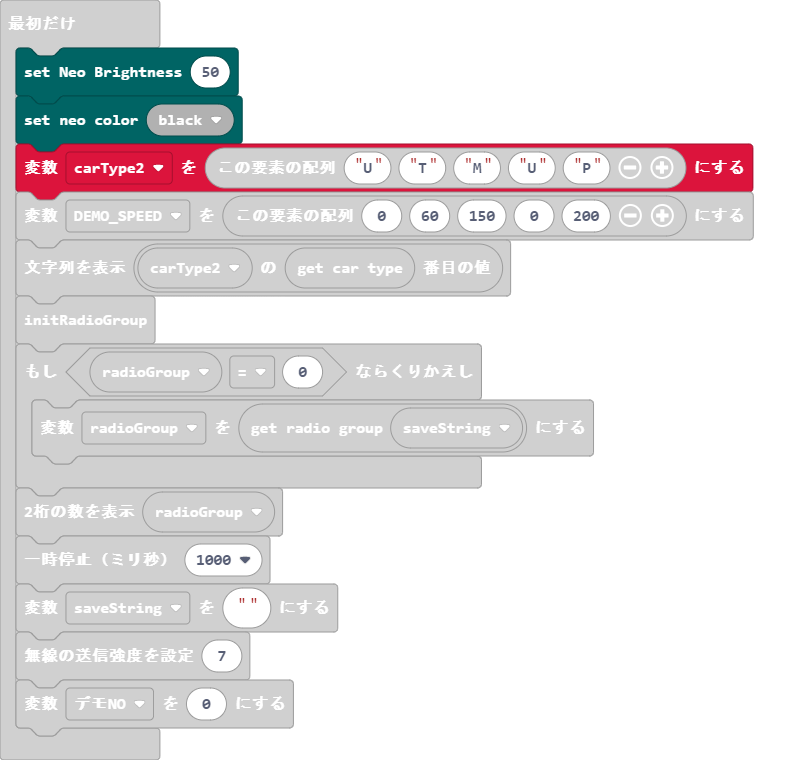 最初だけ
set Neo Brightness 50
set neo color black
変数 carType2 を この要素の配列 "U" "T" "M" "U" "P" にする
変数 DEMO_SPEED を この要素の配列 0 60 150 0 200 にする
文字列を表示 carType2 の get car type 番目の値
initRadioGroup
もし radioGroup = 0 ならくりかえし
変数 radioGroup を get radio group saveString にする
2桁の数を表示 radioGroup
一時停止（ミリ秒） 1000
変数 saveString を "" にする
無線の送信強度を設定 7
変数 デモNO を 0 にする